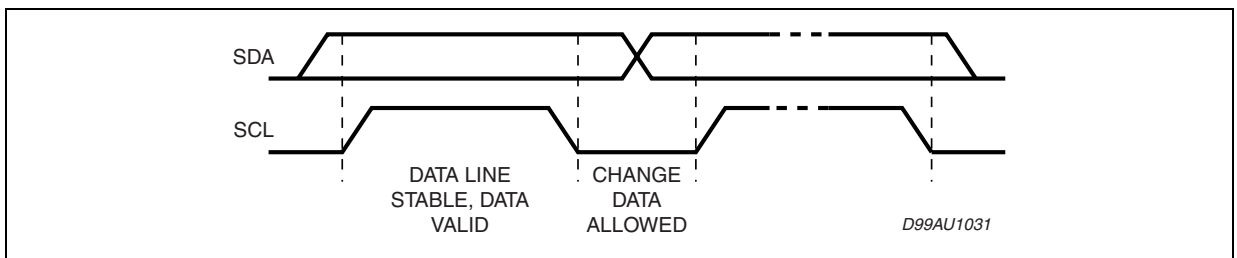 SDA
SCL
DATA LINE
STABLE, DATA
VALID
CHANGE
DATA
ALLOWED
D99AU1031